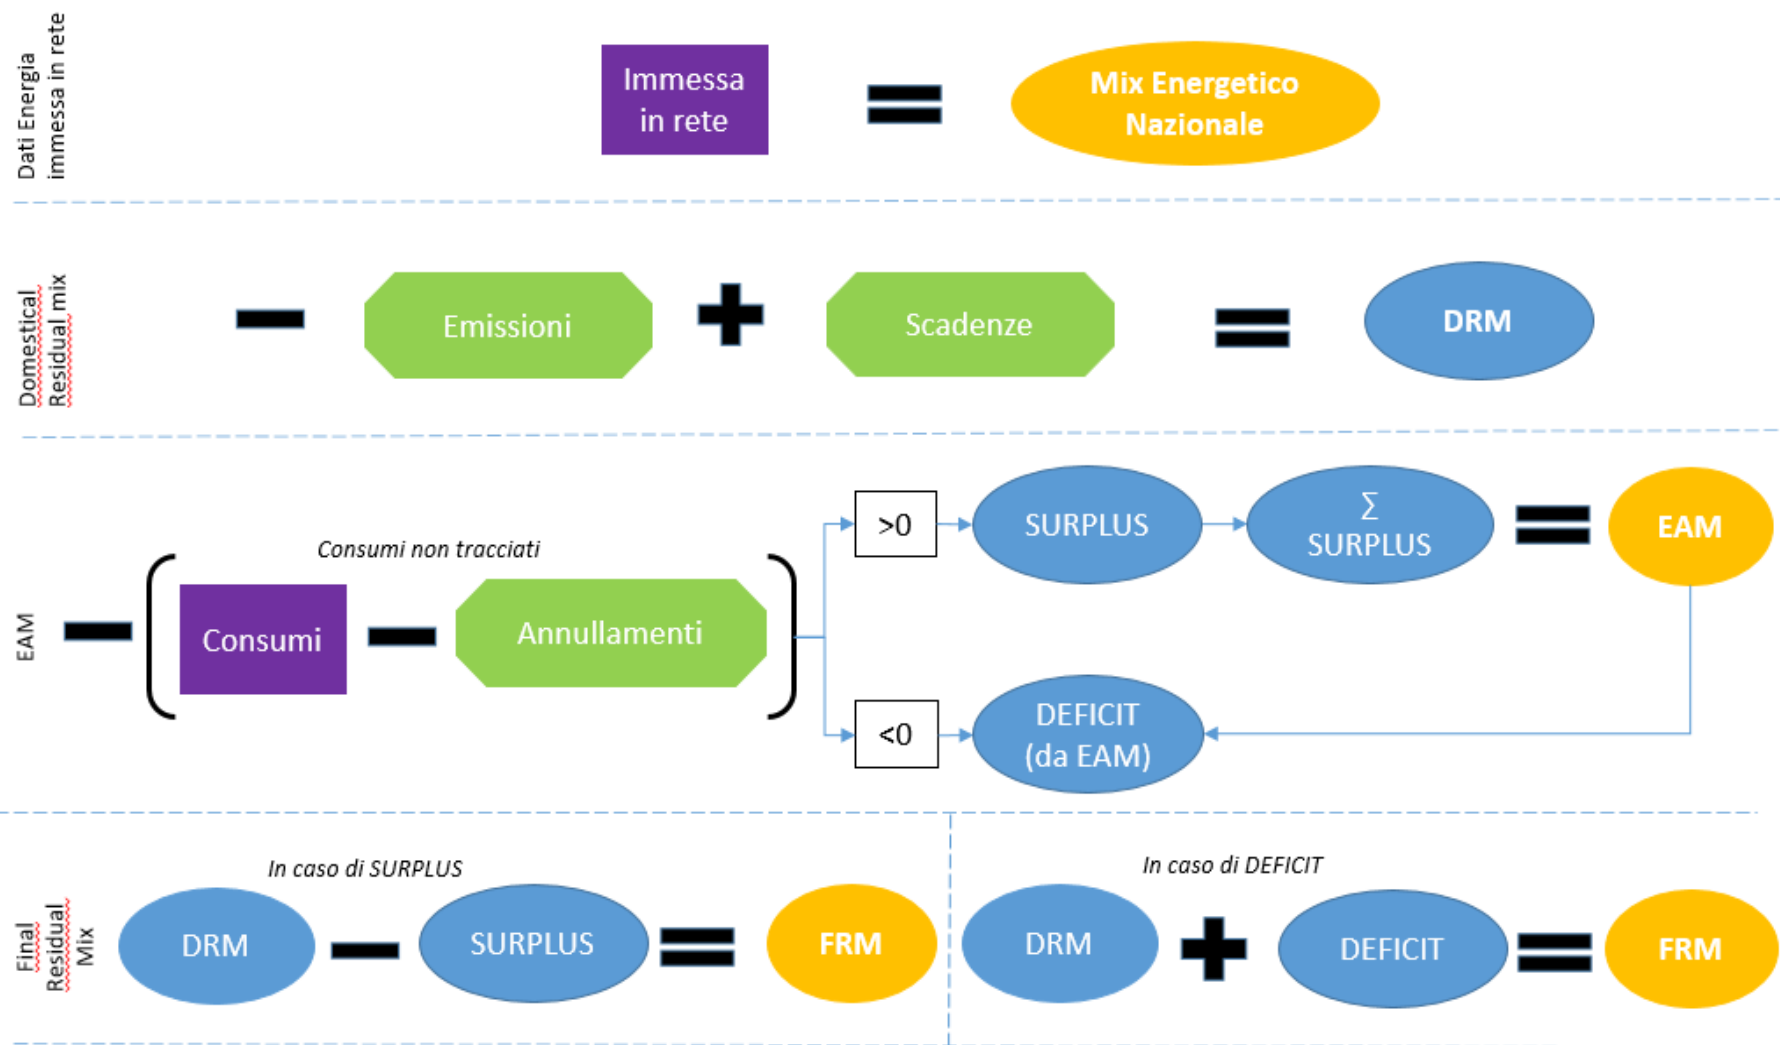 Dati Energia
immessa in rete
Immessa
in rete
Mix Energetico
Nazionale
Domestical
Residual mix
Emissioni
Scadenze
DRM
EAM
Consumi non tracciati
Consumi
Annullamenti
>0
SURPLUS
∑
SURPLUS
EAM
<0
DEFICIT
(da EAM)
Final
Residual
Mix
In caso di SURPLUS
DRM
SURPLUS
FRM
In caso di DEFICIT
DRM
DEFICIT
FRM